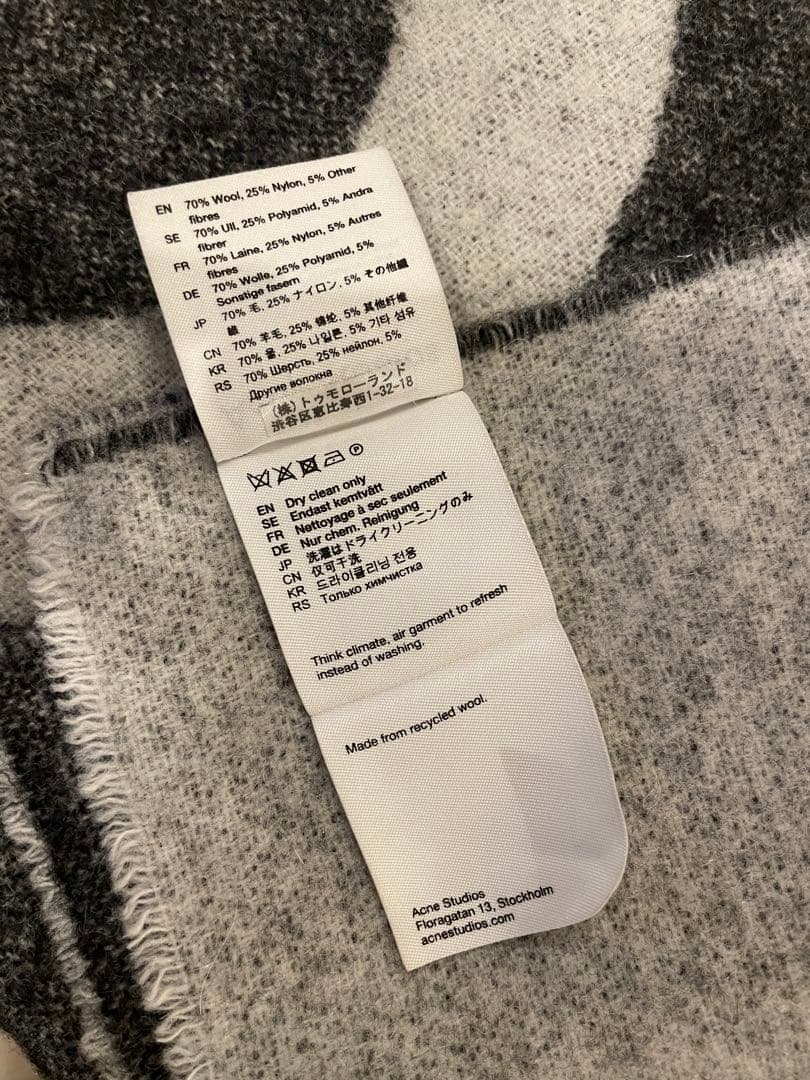 EN 70% Wool, 25% Nylon, 5% Other
fibres
SE 70% Ull, 25% Polyamid, 5% Andra
fibrer
FR 70% Laine, 25% Nylon, 5% Autres
fibres
DE 70% Wolle, 25% Polyamid, 5%
Sonstige fasern
JP 70% 毛, 25% ナイロン, 5% その他繊
維
CN 70% 羊毛, 25% 锦纶, 5% 其他纤维
KR 70% 울, 25% 나일론, 5% 기타 섬유
RS 70% Шерсть, 25% нейлон, 5%
Другие волокна
(株)トゥモローランド
渋谷区恵比寿西1-32-18
P
EN Dry clean only
SE Endast kemtvätt
FR Nettoyage à sec seulement
DE Nur chem. Reinigung
JP 洗濯はドライクリーニングのみ
CN 仅可干洗
KR 드라이클리닝 전용
RS Только химчистка
Think climate, air garment to refresh
instead of washing.
Made from recycled wool.
Acne Studios
Floragatan 13, Stockholm
acnestudios.com